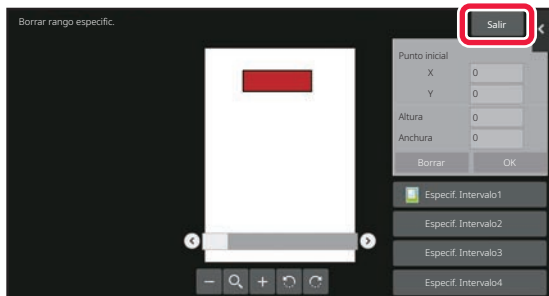 Borrar rango especific.
Salir
Punto inicial
X 0
Y 0
Altura 0
Anchura 0
Borrar OK
Especif. Intervalo1
Especif. Intervalo2
Especif. Intervalo3
Especif. Intervalo4